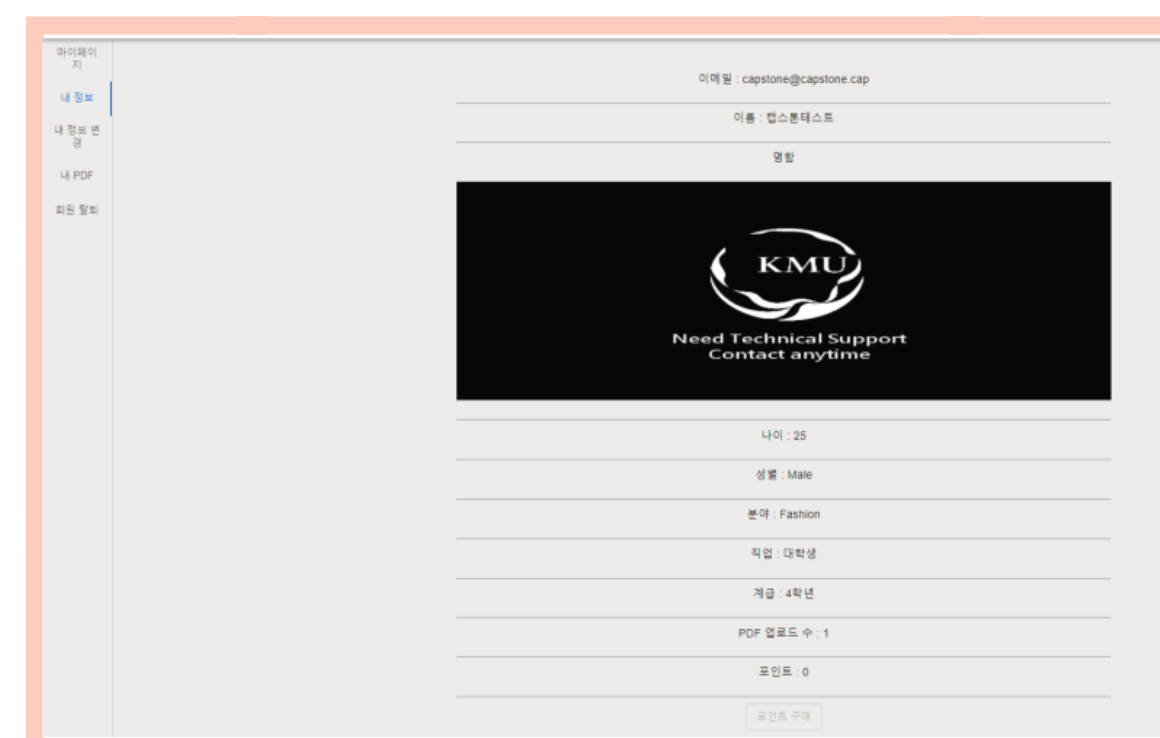 마이페이
지
내 정보
내 정보 변
경
내 PDF
회원 탈퇴
이메일 : capstone@capstone.cap
이름 : 캡스톤테스트
명함
KMU
Need Technical Support
Contact anytime
나이 : 25
성별 : Male
분야 : Fashion
직업 : 대학생
계급 : 4학년
PDF 업로드 수 : 1
포인트 : 0
포인트 구매